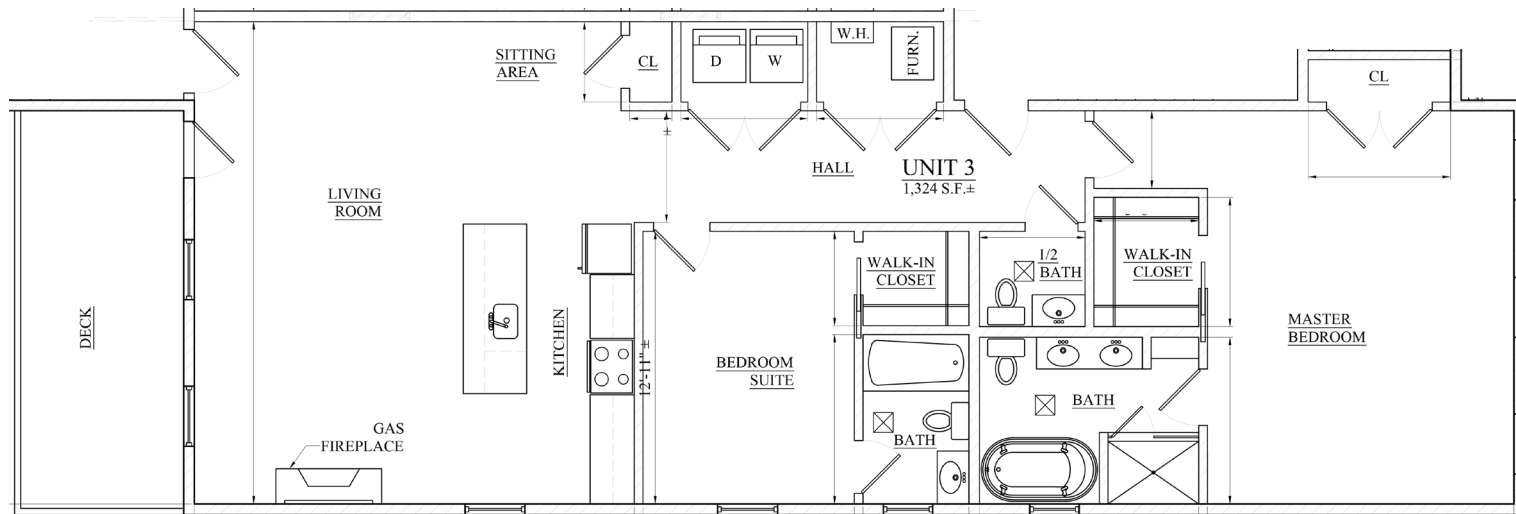 W.H.
FURN.
SITTING
AREA
CL
D
W
CL
±
HALL
UNIT 3
1,324 S.F.±
LIVING
ROOM
1/2
BATH
WALK-IN
CLOSET
WALK-IN
CLOSET
DECK
KITCHEN
12'-11" ±
MASTER
BEDROOM
BEDROOM
SUITE
BATH
GAS
FIREPLACE
BATH